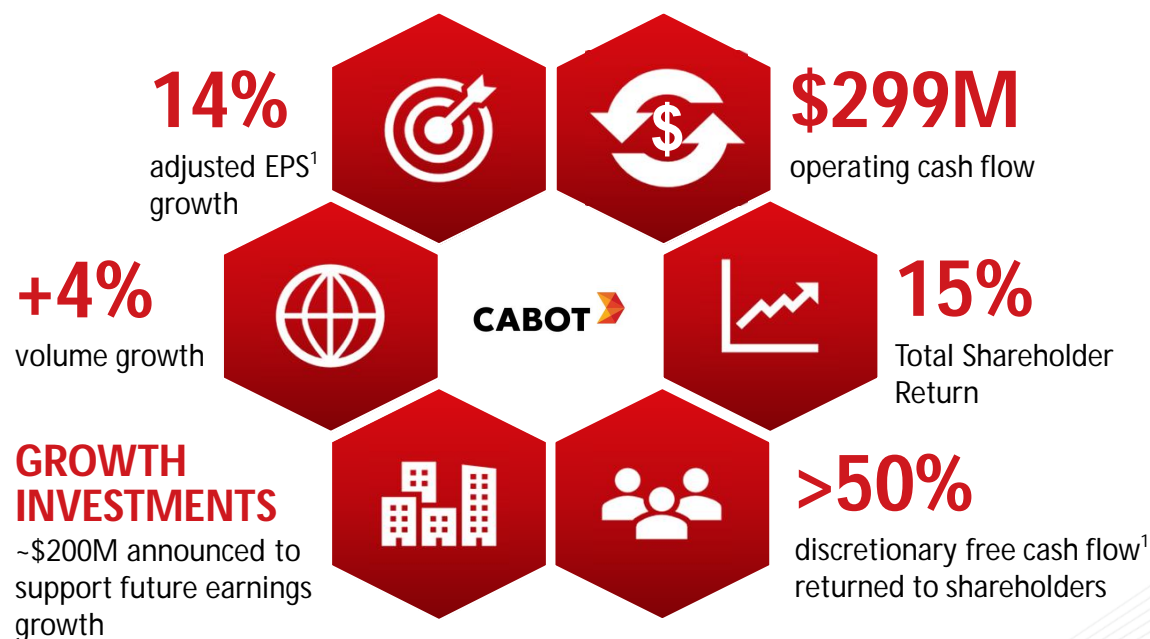 14%
adjusted EPS1
growth
$
$299M
operating cash flow
+4%
volume growth
CABOT
15%
Total Shareholder
Return
GROWTH
INVESTMENTS
~$200M announced to
support future earnings
growth
>50%
discretionary free cash flow1
returned to shareholders